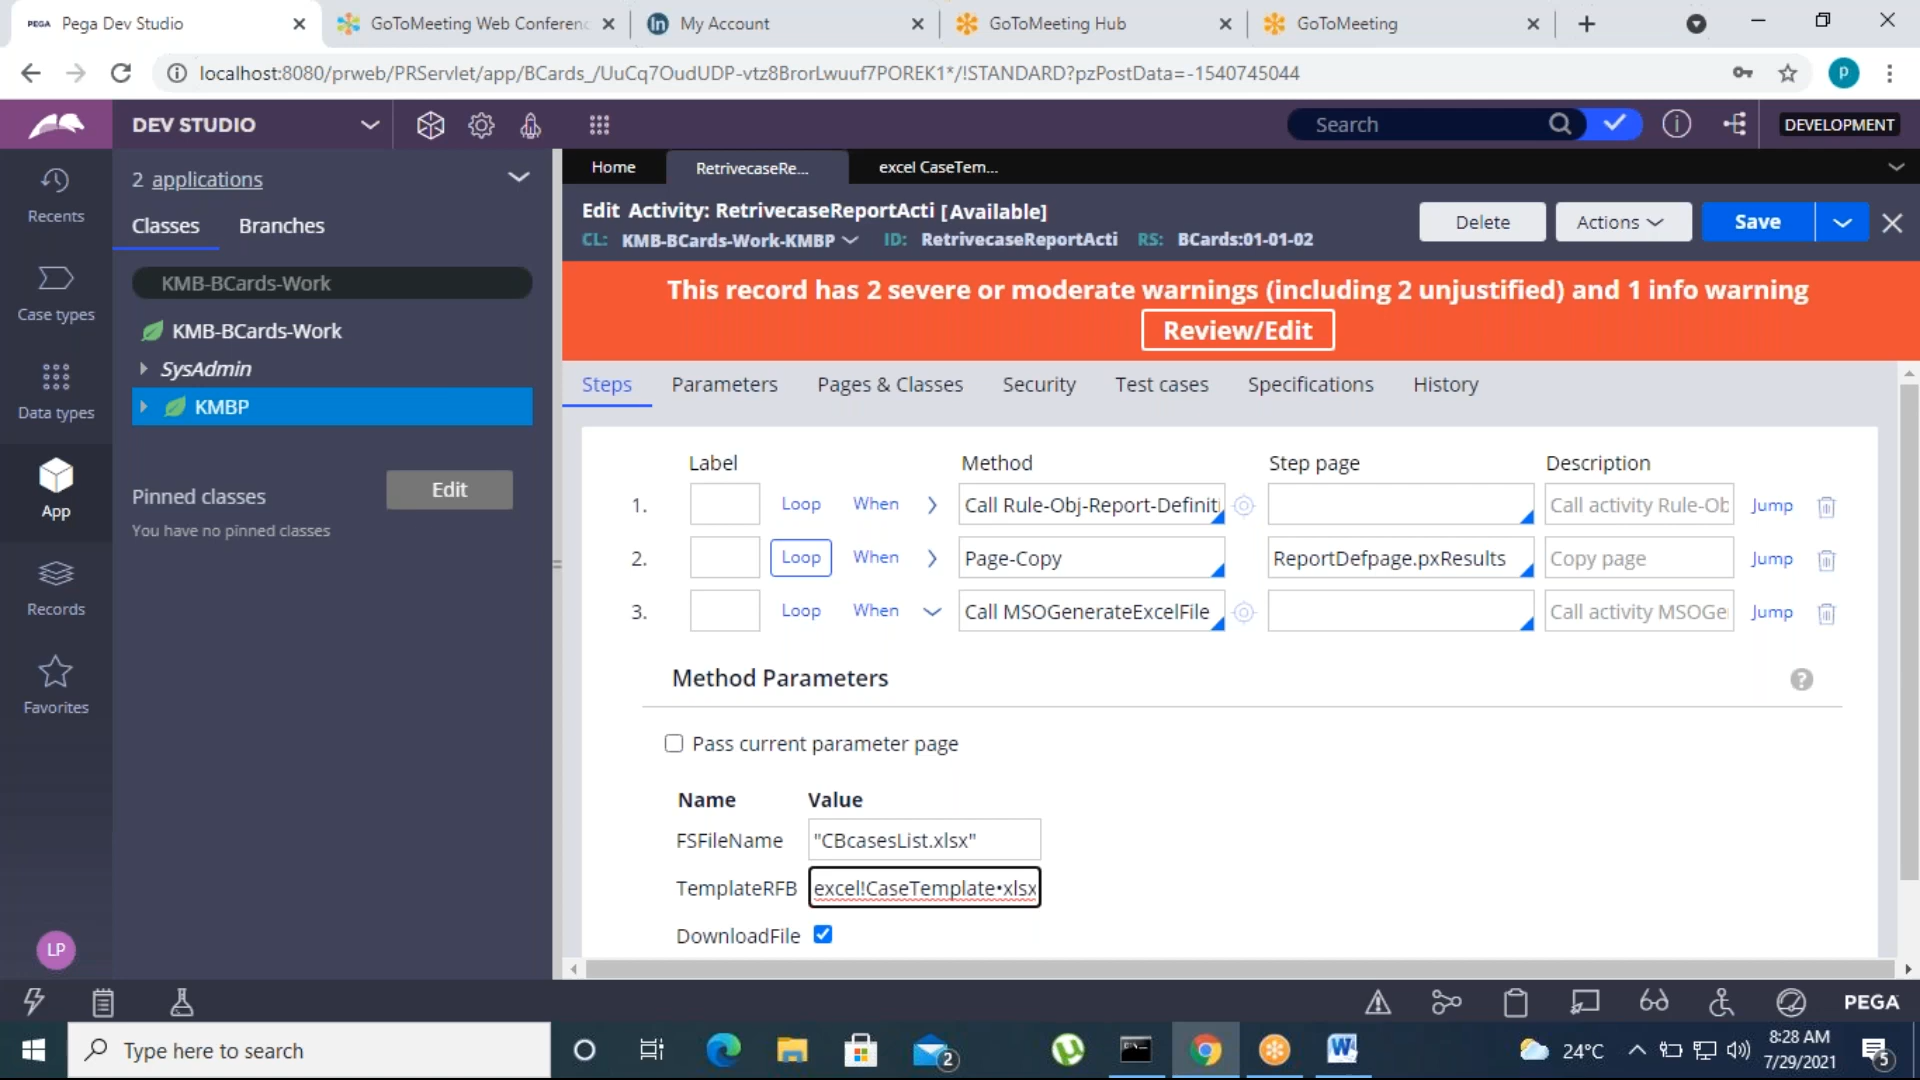 PEGA Pega Dev Studio
GoToMeeting Web Conferenc
in My Account
GoToMeeting Hub
GoToMeeting
localhost:8080/prweb/PRServlet/app/BCards_/UuCq7OudUDP-vtz8BrorLwuuf7POREK1*/!STANDARD?pzPostData=-1540745044
P
DEV STUDIO
Search
DEVELOPMENT
Recents
Case types
Data types
App
Records
Favorites
LP
2 applications
Classes Branches
KMB-BCards-Work
KMB-BCards-Work
SysAdmin
KMBP
Pinned classes
Edit
You have no pinned classes
Home RetrivecaseRe... excel CaseTem...
Edit Activity: RetrivecaseReportActi [Available]
CL: KMB-BCards-Work-KMBP ID: RetrivecaseReportActi RS: BCards:01-01-02
Delete Actions Save
This record has 2 severe or moderate warnings (including 2 unjustified) and 1 info warning
Review/Edit
Steps Parameters Pages & Classes Security Test cases Specifications History
Label Method Step page Description
1. Loop When Call Rule-Obj-Report-Definiti Call activity Rule-Ob Jump
2. Loop When Page-Copy ReportDefpage.pxResults Copy page Jump
3. Loop When Call MSOGenerateExcelFile Call activity MSOGe Jump
Method Parameters
?
Pass current parameter page
Name Value
FSFileName "CBcasesList.xlsx"
TemplateRFB excel!CaseTemplate•xlsx
DownloadFile
PEGA
Type here to search
2
W
24°C
8:28 AM
7/29/2021
5